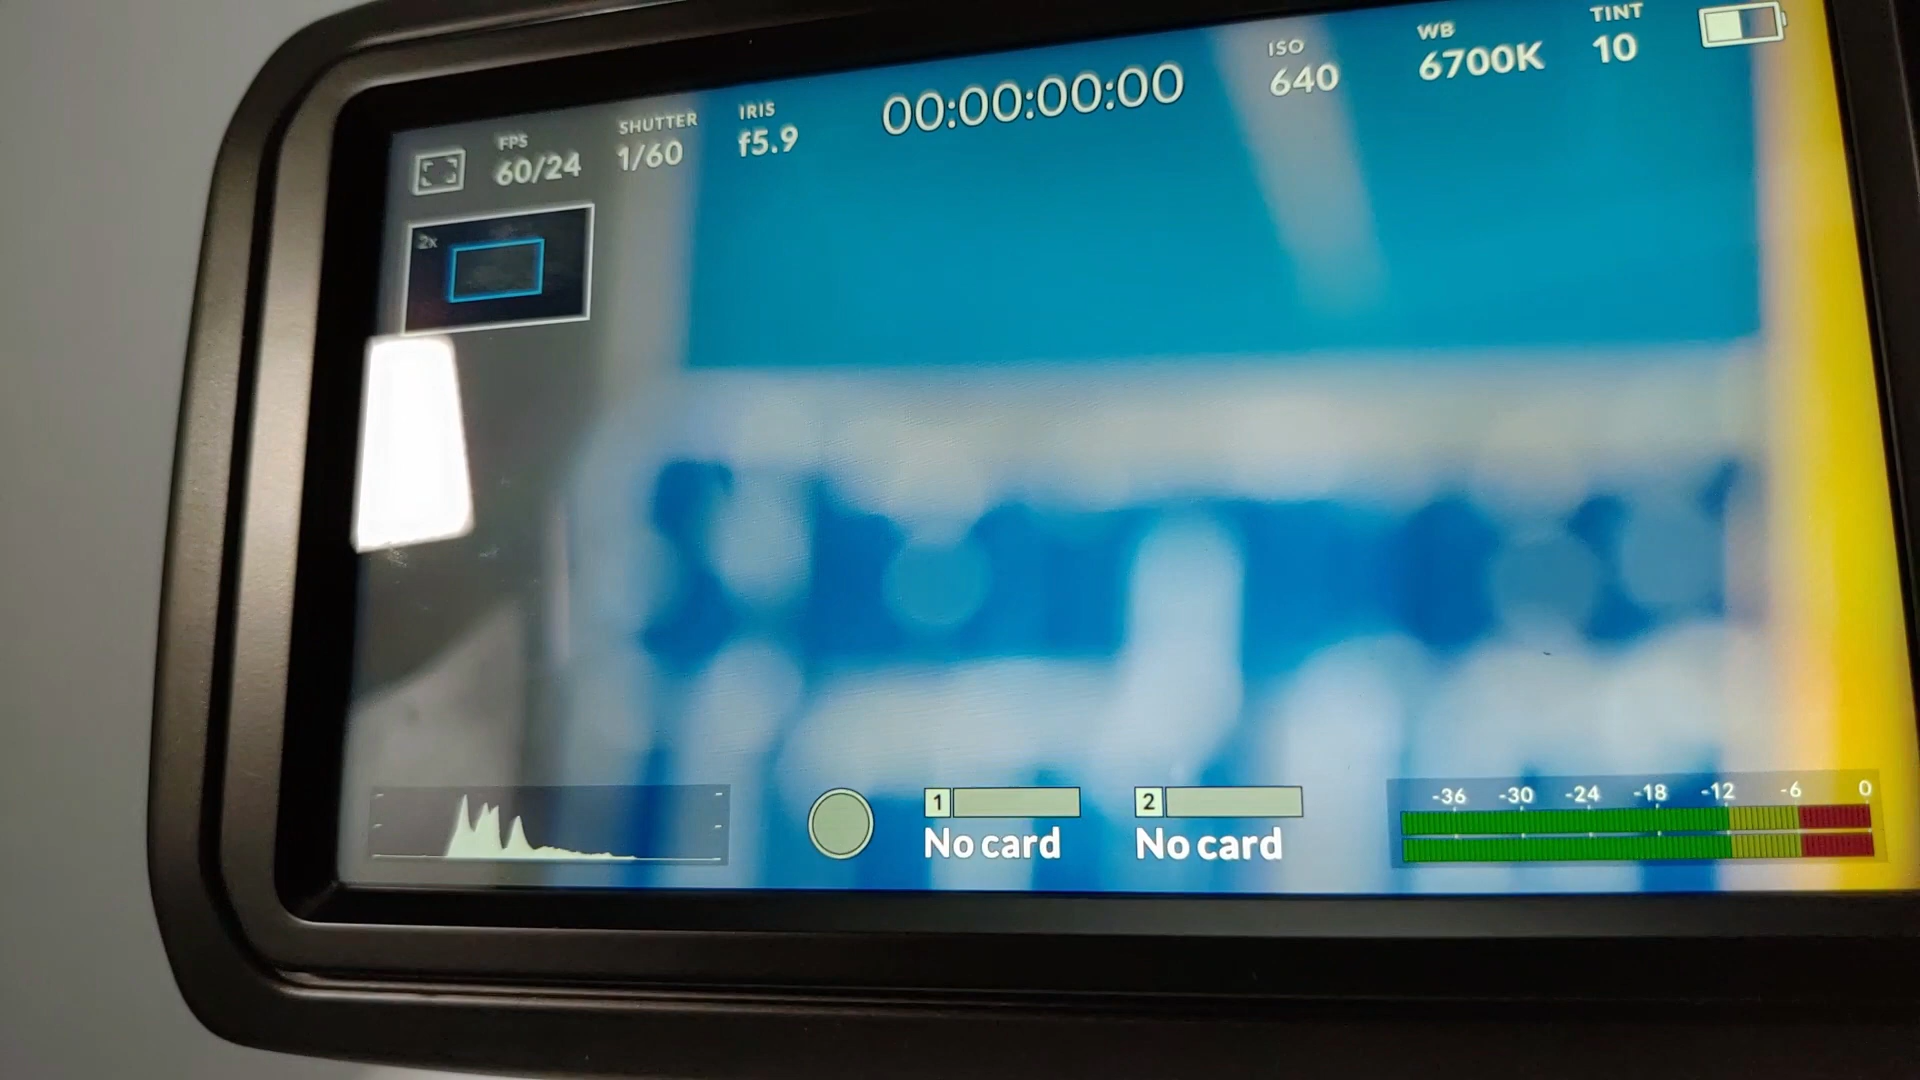 FPS
60/24
SHUTTER
1/60
IRIS
f5.9
00:00:00:00
ISO
640
WB
6700K
TINT
10
2x
1
No card
2
No card
-36 -30 -24 -18 -12 -6 0